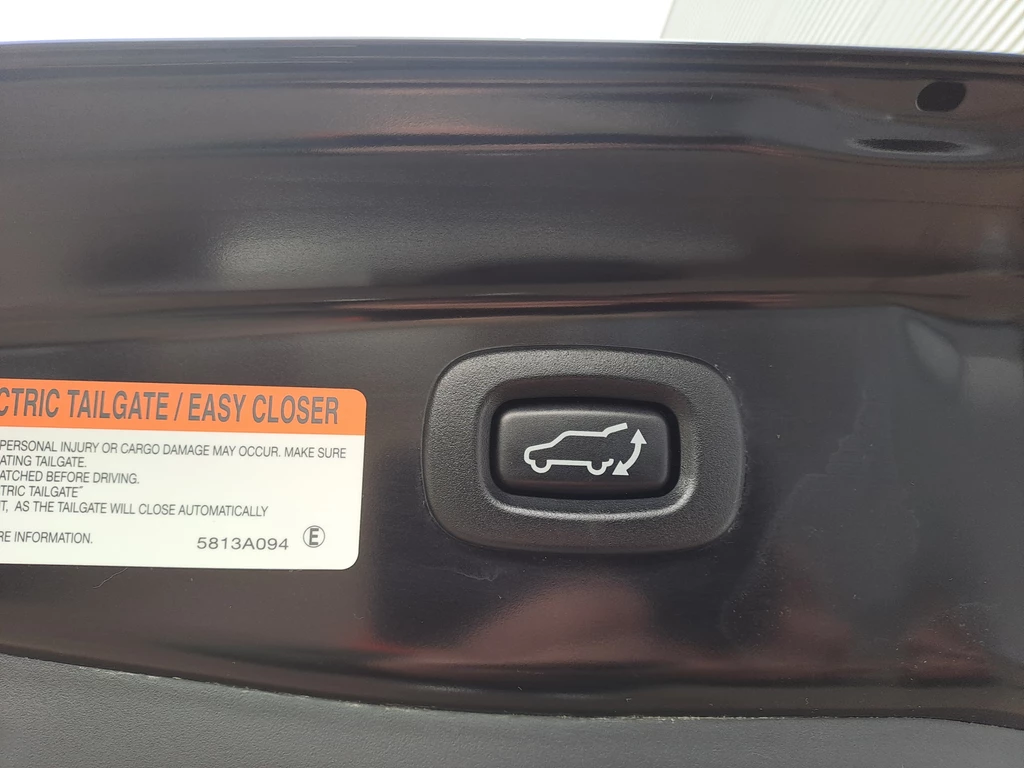 CTRIC TAILGATE / EASY CLOSER
PERSONAL INJURY OR CARGO DAMAGE MAY OCCUR. MAKE SURE
ATING TAILGATE.
ATCHED BEFORE DRIVING.
TRIC TAILGATE"
T, AS THE TAILGATE WILL CLOSE AUTOMATICALLY
RE INFORMATION.
5813A094 E